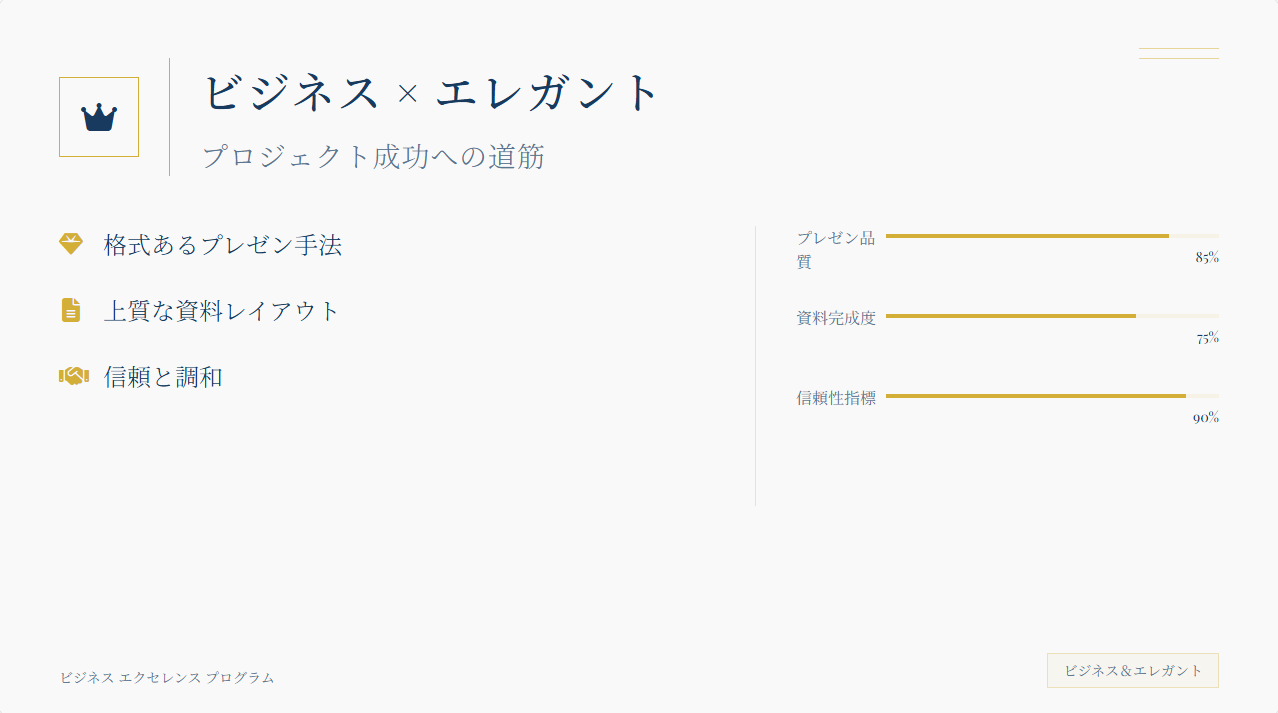 ビジネス × エレガント
プロジェクト成功への道筋
格式あるプレゼン手法
上質な資料レイアウト
信頼と調和
プレゼン品
質
85%
資料完成度
75%
信頼性指標
90%
ビジネス エクセレンス プログラム
ビジネス＆エレガント